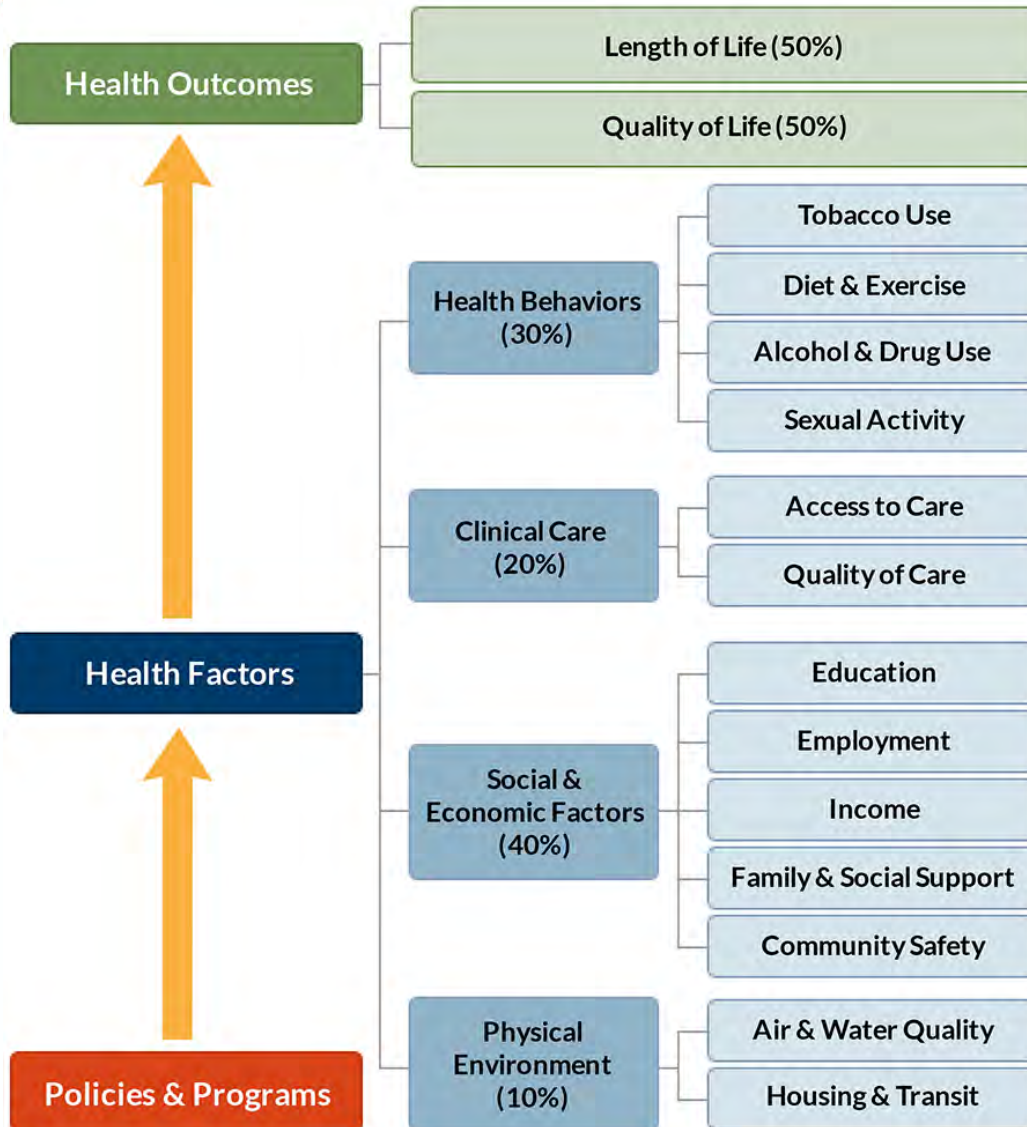 Health Outcomes
Length of Life (50%)
Quality of Life (50%)
Health Factors
Health Behaviors
(30%)
Tobacco Use
Diet & Exercise
Alcohol & Drug Use
Sexual Activity
Clinical Care
(20%)
Access to Care
Quality of Care
Social &
Economic Factors
(40%)
Education
Employment
Income
Family & Social Support
Community Safety
Physical
Environment
(10%)
Air & Water Quality
Housing & Transit
Policies & Programs